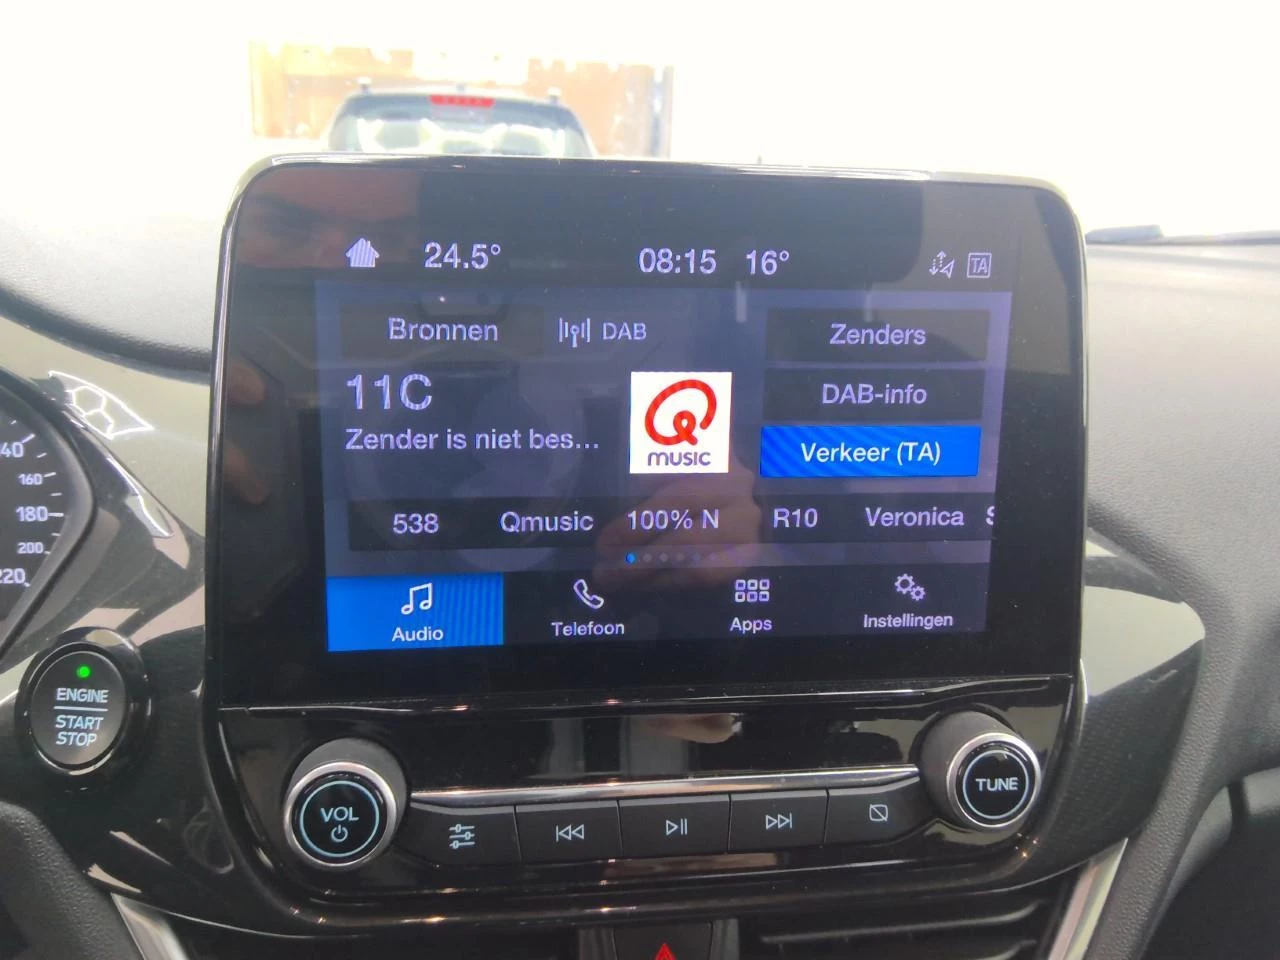 24.5° 08:15 16° TA
Bronnen DAB Zenders
11C
DAB-info
Zender is niet bes... MUSIC
Verkeer (TA)
538 Qmusic 100% N R10 Veronica S
Audio Telefoon Apps Instellingen
160
180
200
220
ENGINE
START
STOP
VOL
TUNE